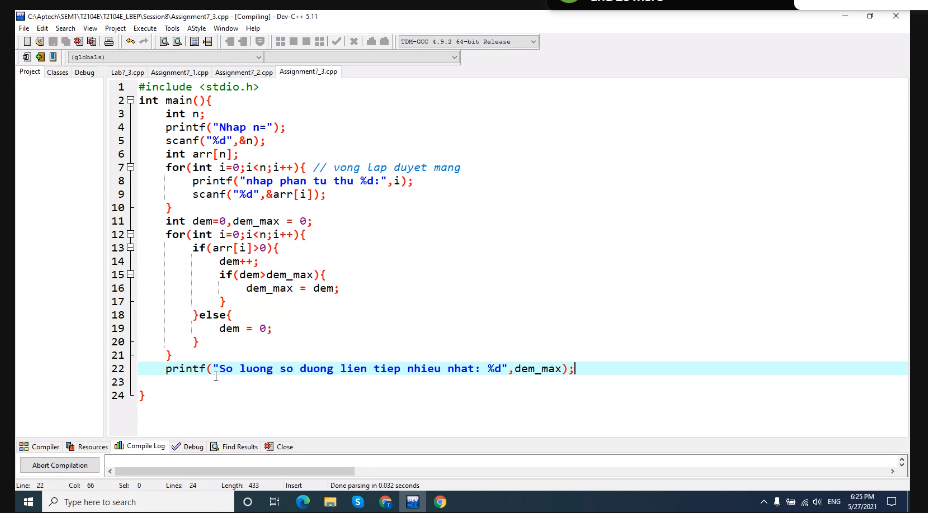 C:\Aptech\SEM1\T2104E\T2104E_LBEP\Session8\Assignment7_3.cpp - [Compiling] - Dev-C++ 5.11
File Edit Search View Project Execute Tools AStyle Window Help
TDM-GCC 4.9.2 64-bit Release
(globals)
Project Classes Debug Lab7_3.cpp Assignment7_1.cpp Assignment7_2.cpp Assignment7_3.cpp
1 #include <stdio.h>
2 int main(){
3 int n;
4 printf("Nhap n=");
5 scanf("%d",&n);
6 int arr[n];
7 for(int i=0;i<n;i++){ // vong lap duyet mang
8 printf("nhap phan tu thu %d:",i);
9 scanf("%d",&arr[i]);
10 }
11 int dem=0,dem_max = 0;
12 for(int i=0;i<n;i++){
13 if(arr[i]>0){
14 dem++;
15 if(dem>dem_max){
16 dem_max = dem;
17 }
18 }else{
19 dem = 0;
20 }
21 }
22 printf("So luong so duong lien tiep nhieu nhat: %d",dem_max);
23
24 }
Compiler Resources Compile Log Debug Find Results Close
Abort Compilation
Line: 22 Col: 66 Sel: 0 Lines: 24 Length: 433 Insert Done parsing in 0.032 seconds
Type here to search
ENG
6:25 PM
5/27/2021